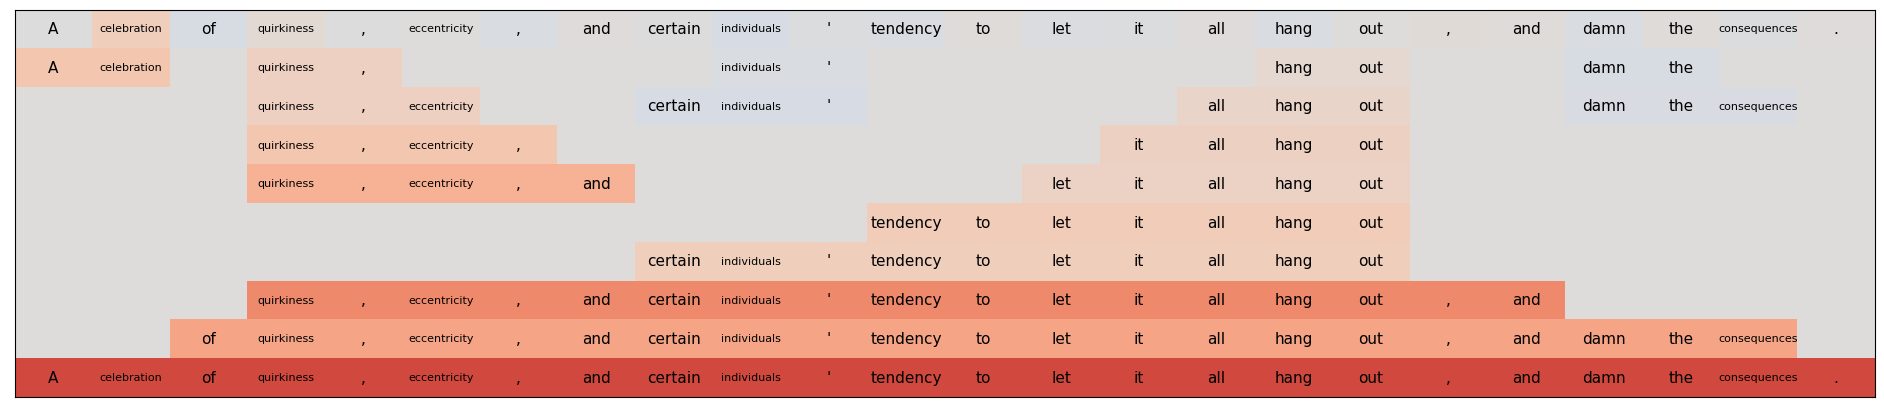 A celebration of quirkiness , eccentricity , and certain individuals ' tendency to let it all hang out , and damn the consequences .
A celebration quirkiness , individuals ' hang out damn the
quirkiness , eccentricity certain individuals ' all hang out damn the consequences
quirkiness , eccentricity , it all hang out
quirkiness , eccentricity , and let it all hang out
tendency to let it all hang out
certain individuals ' tendency to let it all hang out
quirkiness , eccentricity , and certain individuals ' tendency to let it all hang out , and
of quirkiness , eccentricity , and certain individuals ' tendency to let it all hang out , and damn the consequences
A celebration of quirkiness , eccentricity , and certain individuals ' tendency to let it all hang out , and damn the consequences .